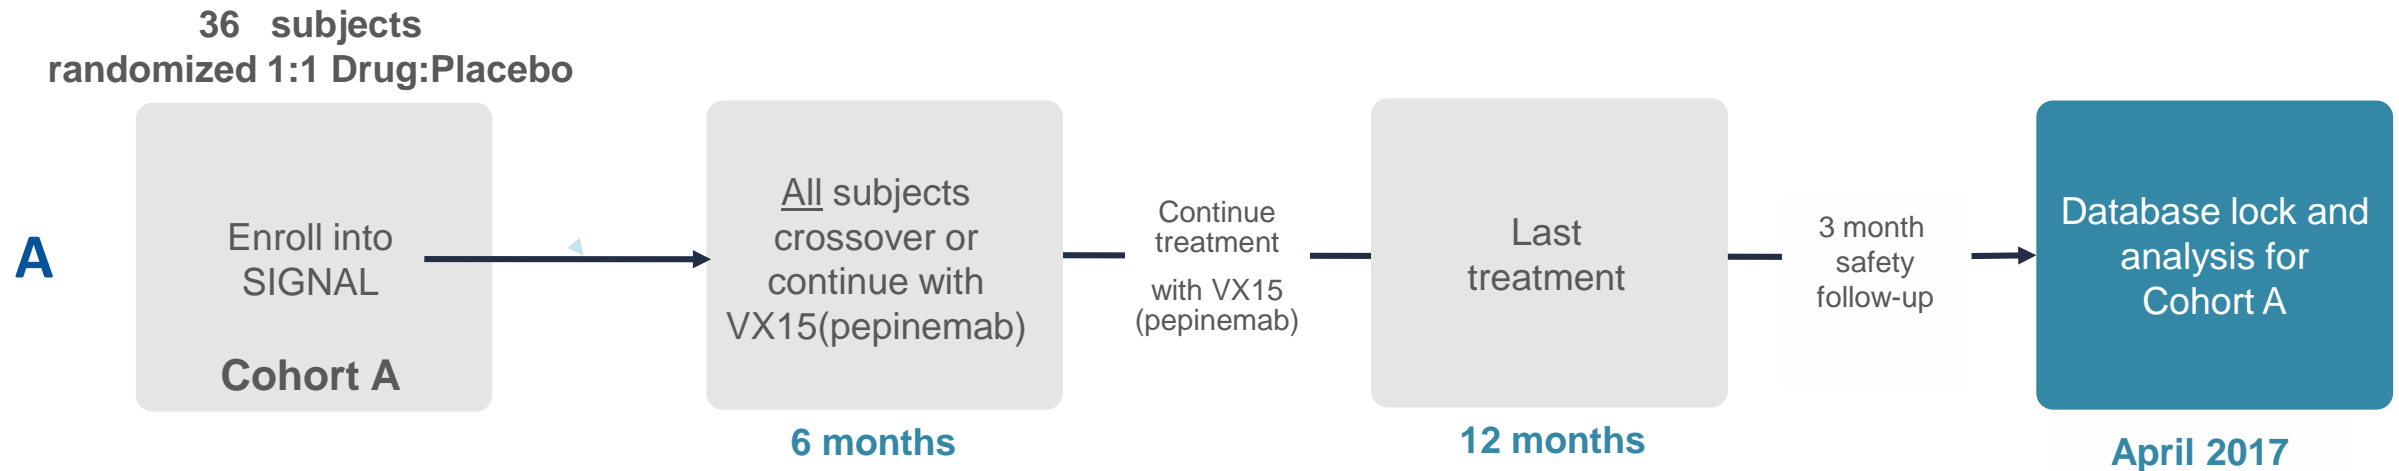 36 subjects
randomized 1:1 Drug:Placebo
A
Enroll into
SIGNAL
Cohort A
All subjects
crossover or
continue with
VX15(pepinemab)
6 months
Continue
treatment
with VX15
(pepinemab)
Last
treatment
12 months
3 month
safety
follow-up
Database lock and
analysis for
Cohort A
April 2017